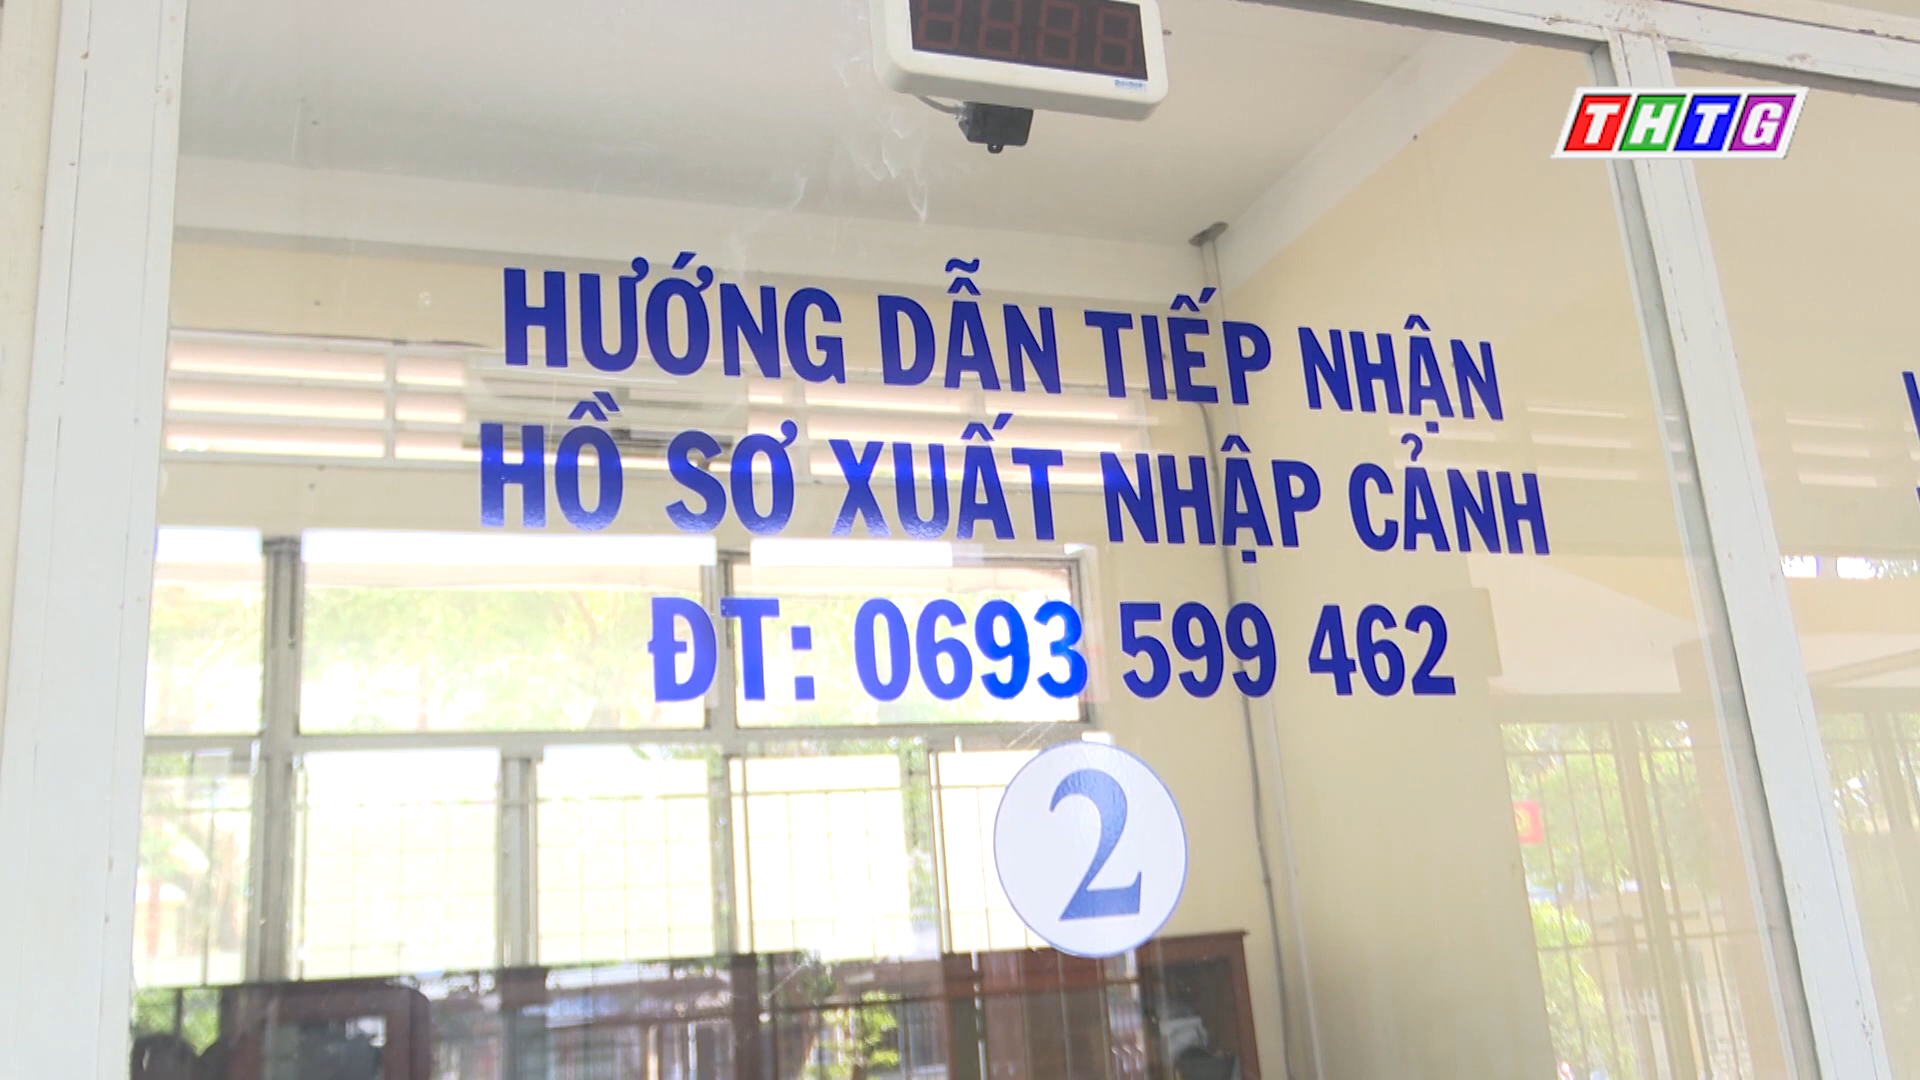 THTG
HƯỚNG DẪN TIẾP NHẬN
HỒ SƠ XUẤT NHẬP CẢNH
ĐT: 0693 599 462
2